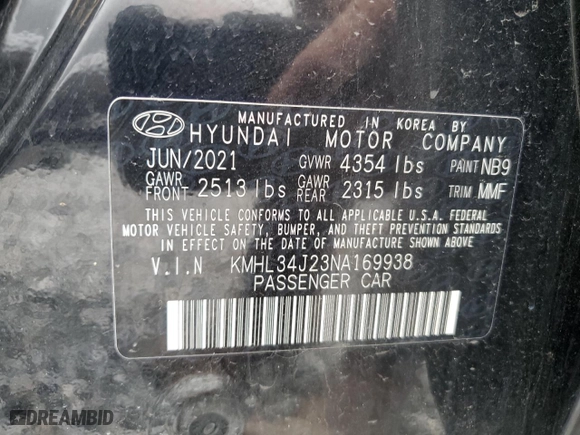 MANUFACTURED IN KOREA BY
HYUNDAI MOTOR COMPANY
JUN/2021 GVWR 4354 lbs PAINT NB9
GAWR FRONT 2513 lbs GAWR REAR 2315 lbs TRIM MMF
THIS VEHICLE CONFORMS TO ALL APPLICABLE U.S.A. FEDERAL
MOTOR VEHICLE SAFETY, BUMPER, AND THEFT PREVENTION STANDARDS
IN EFFECT ON THE DATE OF MANUFACTURE SHOWN ABOVE.
V.I.N KMHL34J23NA169938
PASSENGER CAR
DREAMBID